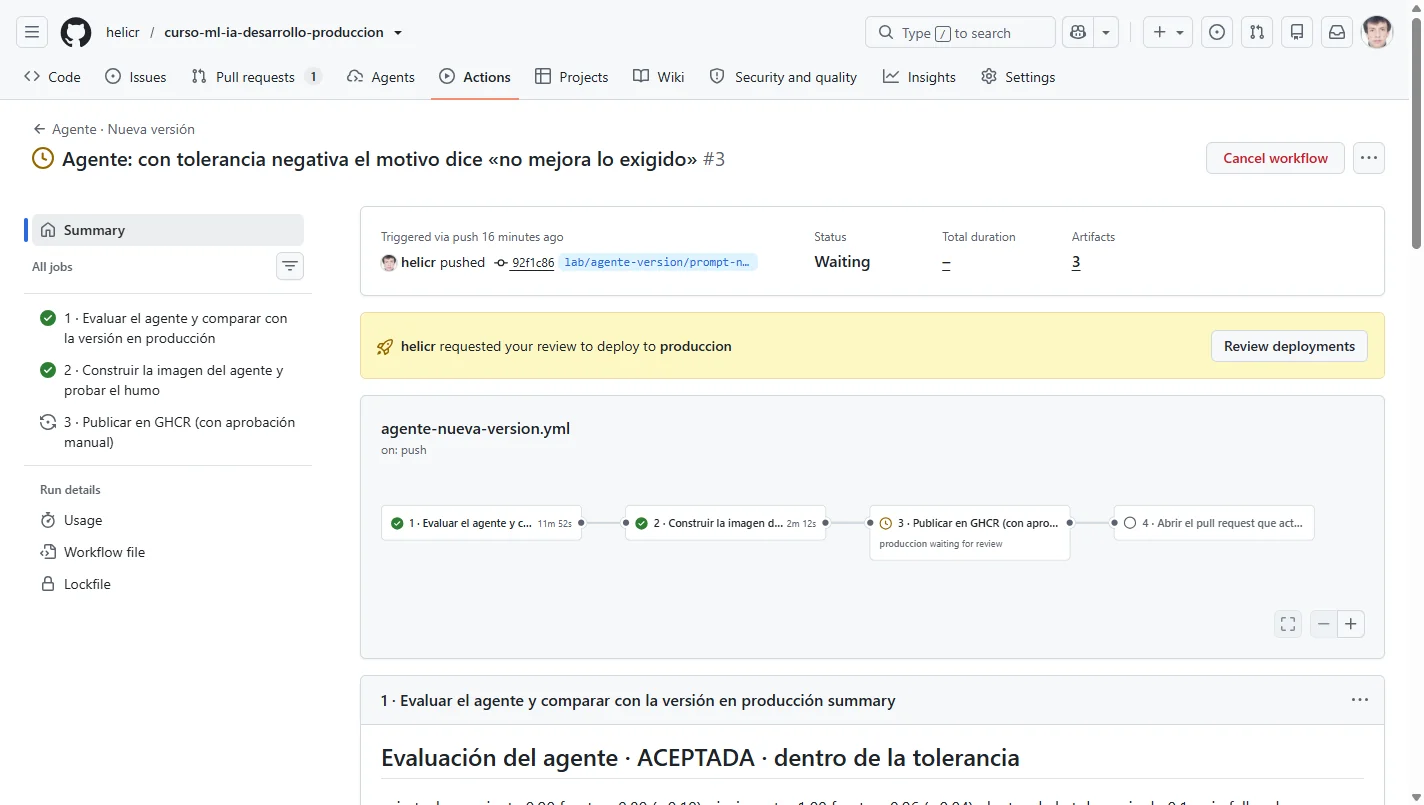 helicr / curso-ml-ia-desarrollo-produccion
Type / to search
Code
Issues
Pull requests 1
Agents
Actions
Projects
Wiki
Security and quality
Insights
Settings
Agente · Nueva versión
Agente: con tolerancia negativa el motivo dice «no mejora lo exigido» #3
Cancel workflow
Summary
All jobs
1 · Evaluar el agente y comparar con
la versión en producción
2 · Construir la imagen del agente y
probar el humo
3 · Publicar en GHCR (con aprobación
manual)
Run details
Usage
Workflow file
Lockfile
Triggered via push 16 minutes ago
helicr pushed 92f1c86 lab/agente-version/prompt-n…
Status
Waiting
Total duration
–
Artifacts
3
helicr requested your review to deploy to produccion
Review deployments
agente-nueva-version.yml
on: push
1 · Evaluar el agente y c... 11m 52s
2 · Construir la imagen d... 2m 12s
3 · Publicar en GHCR (con apro...
produccion waiting for review
4 · Abrir el pull request que act...
1 · Evaluar el agente y comparar con la versión en producción summary
Evaluación del agente · ACEPTADA · dentro de la tolerancia